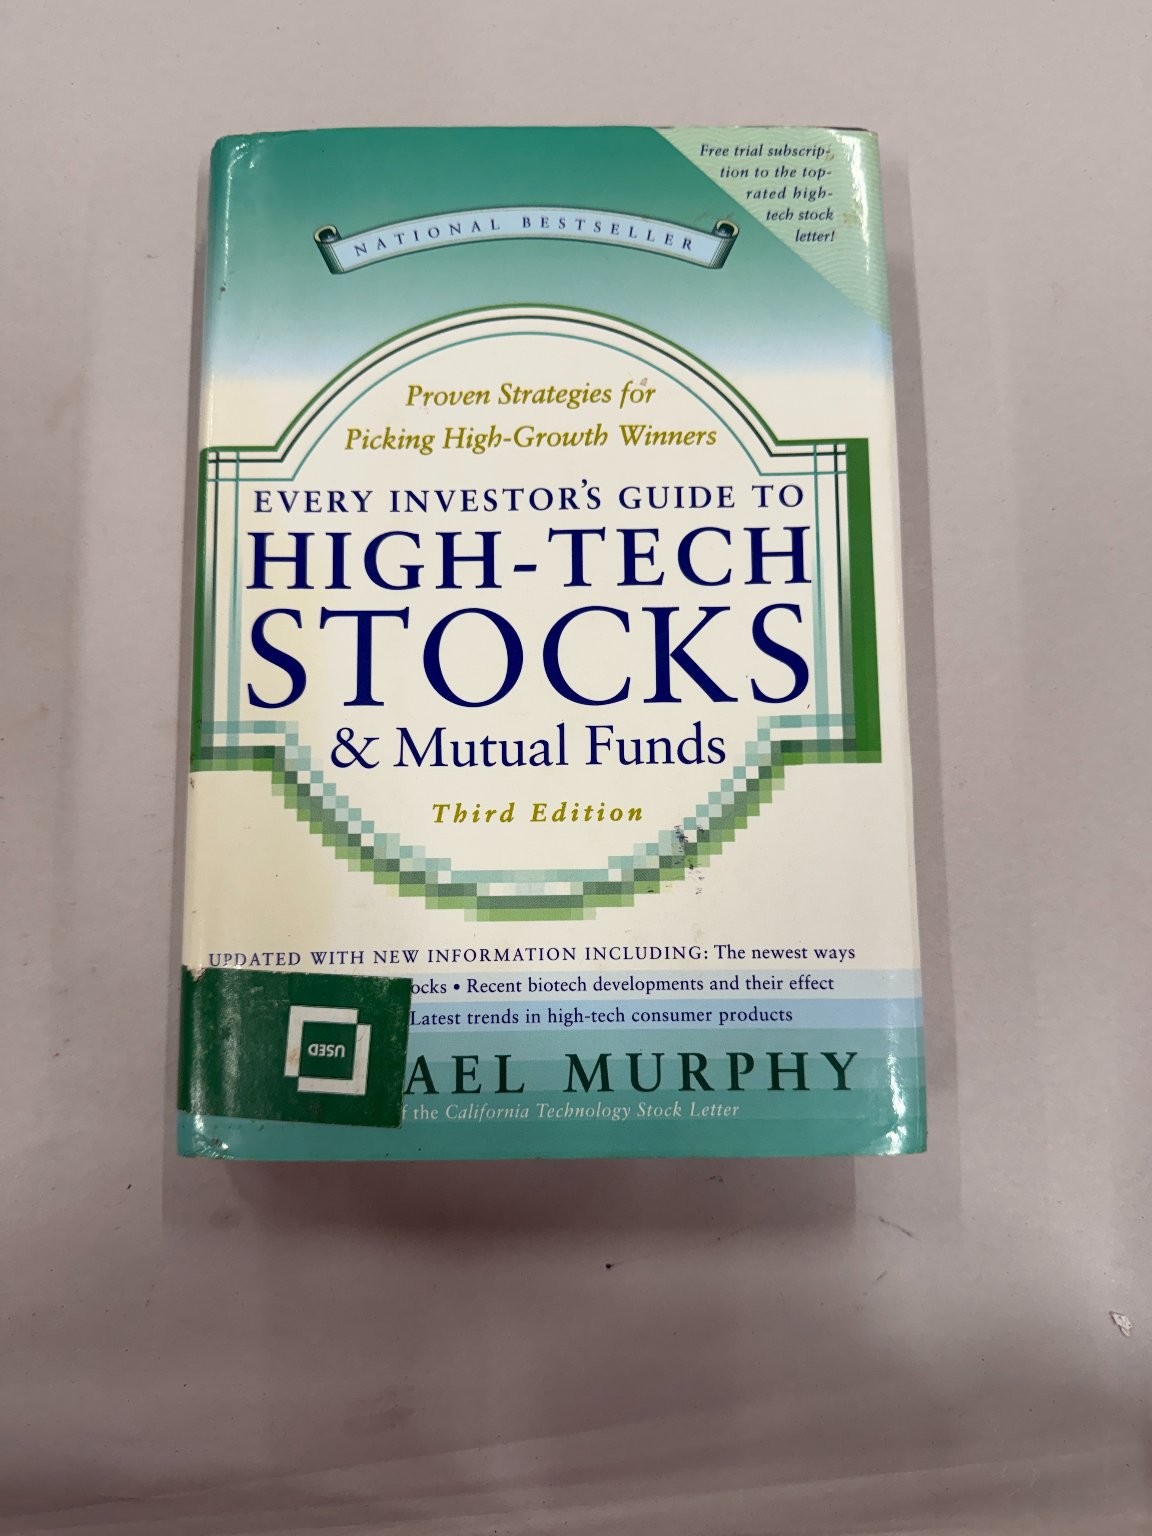 Free trial subscrip-
tion to the top-
rated high-
tech stock
letter!
NATIONAL BESTSELLER
Proven Strategies for
Picking High-Growth Winners
EVERY INVESTOR'S GUIDE TO
HIGH-TECH
STOCKS
& Mutual Funds
Third Edition
UPDATED WITH NEW INFORMATION INCLUDING: The newest ways
ocks • Recent biotech developments and their effect
Latest trends in high-tech consumer products
AEL MURPHY
f the California Technology Stock Letter
USED